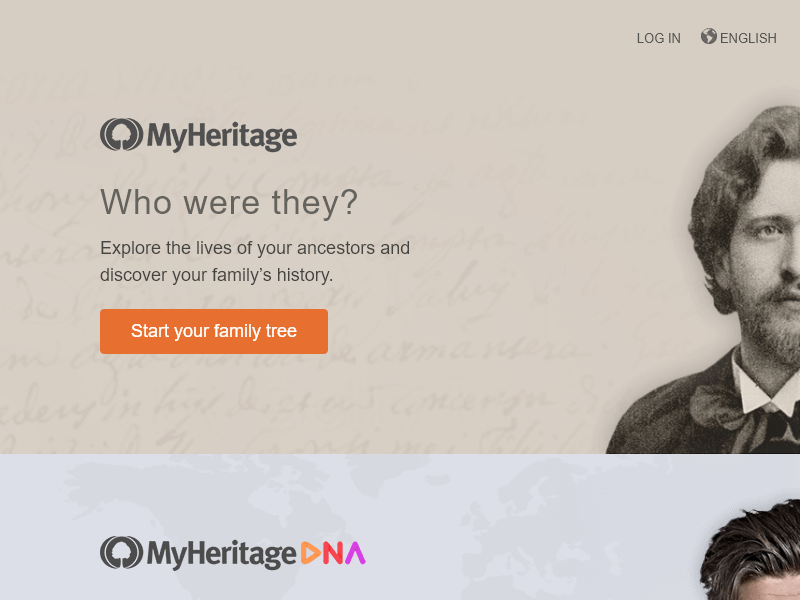 LOG IN
ENGLISH
MyHeritage
Who were they?
Explore the lives of your ancestors and
discover your family’s history.
Start your family tree
MyHeritage DNA